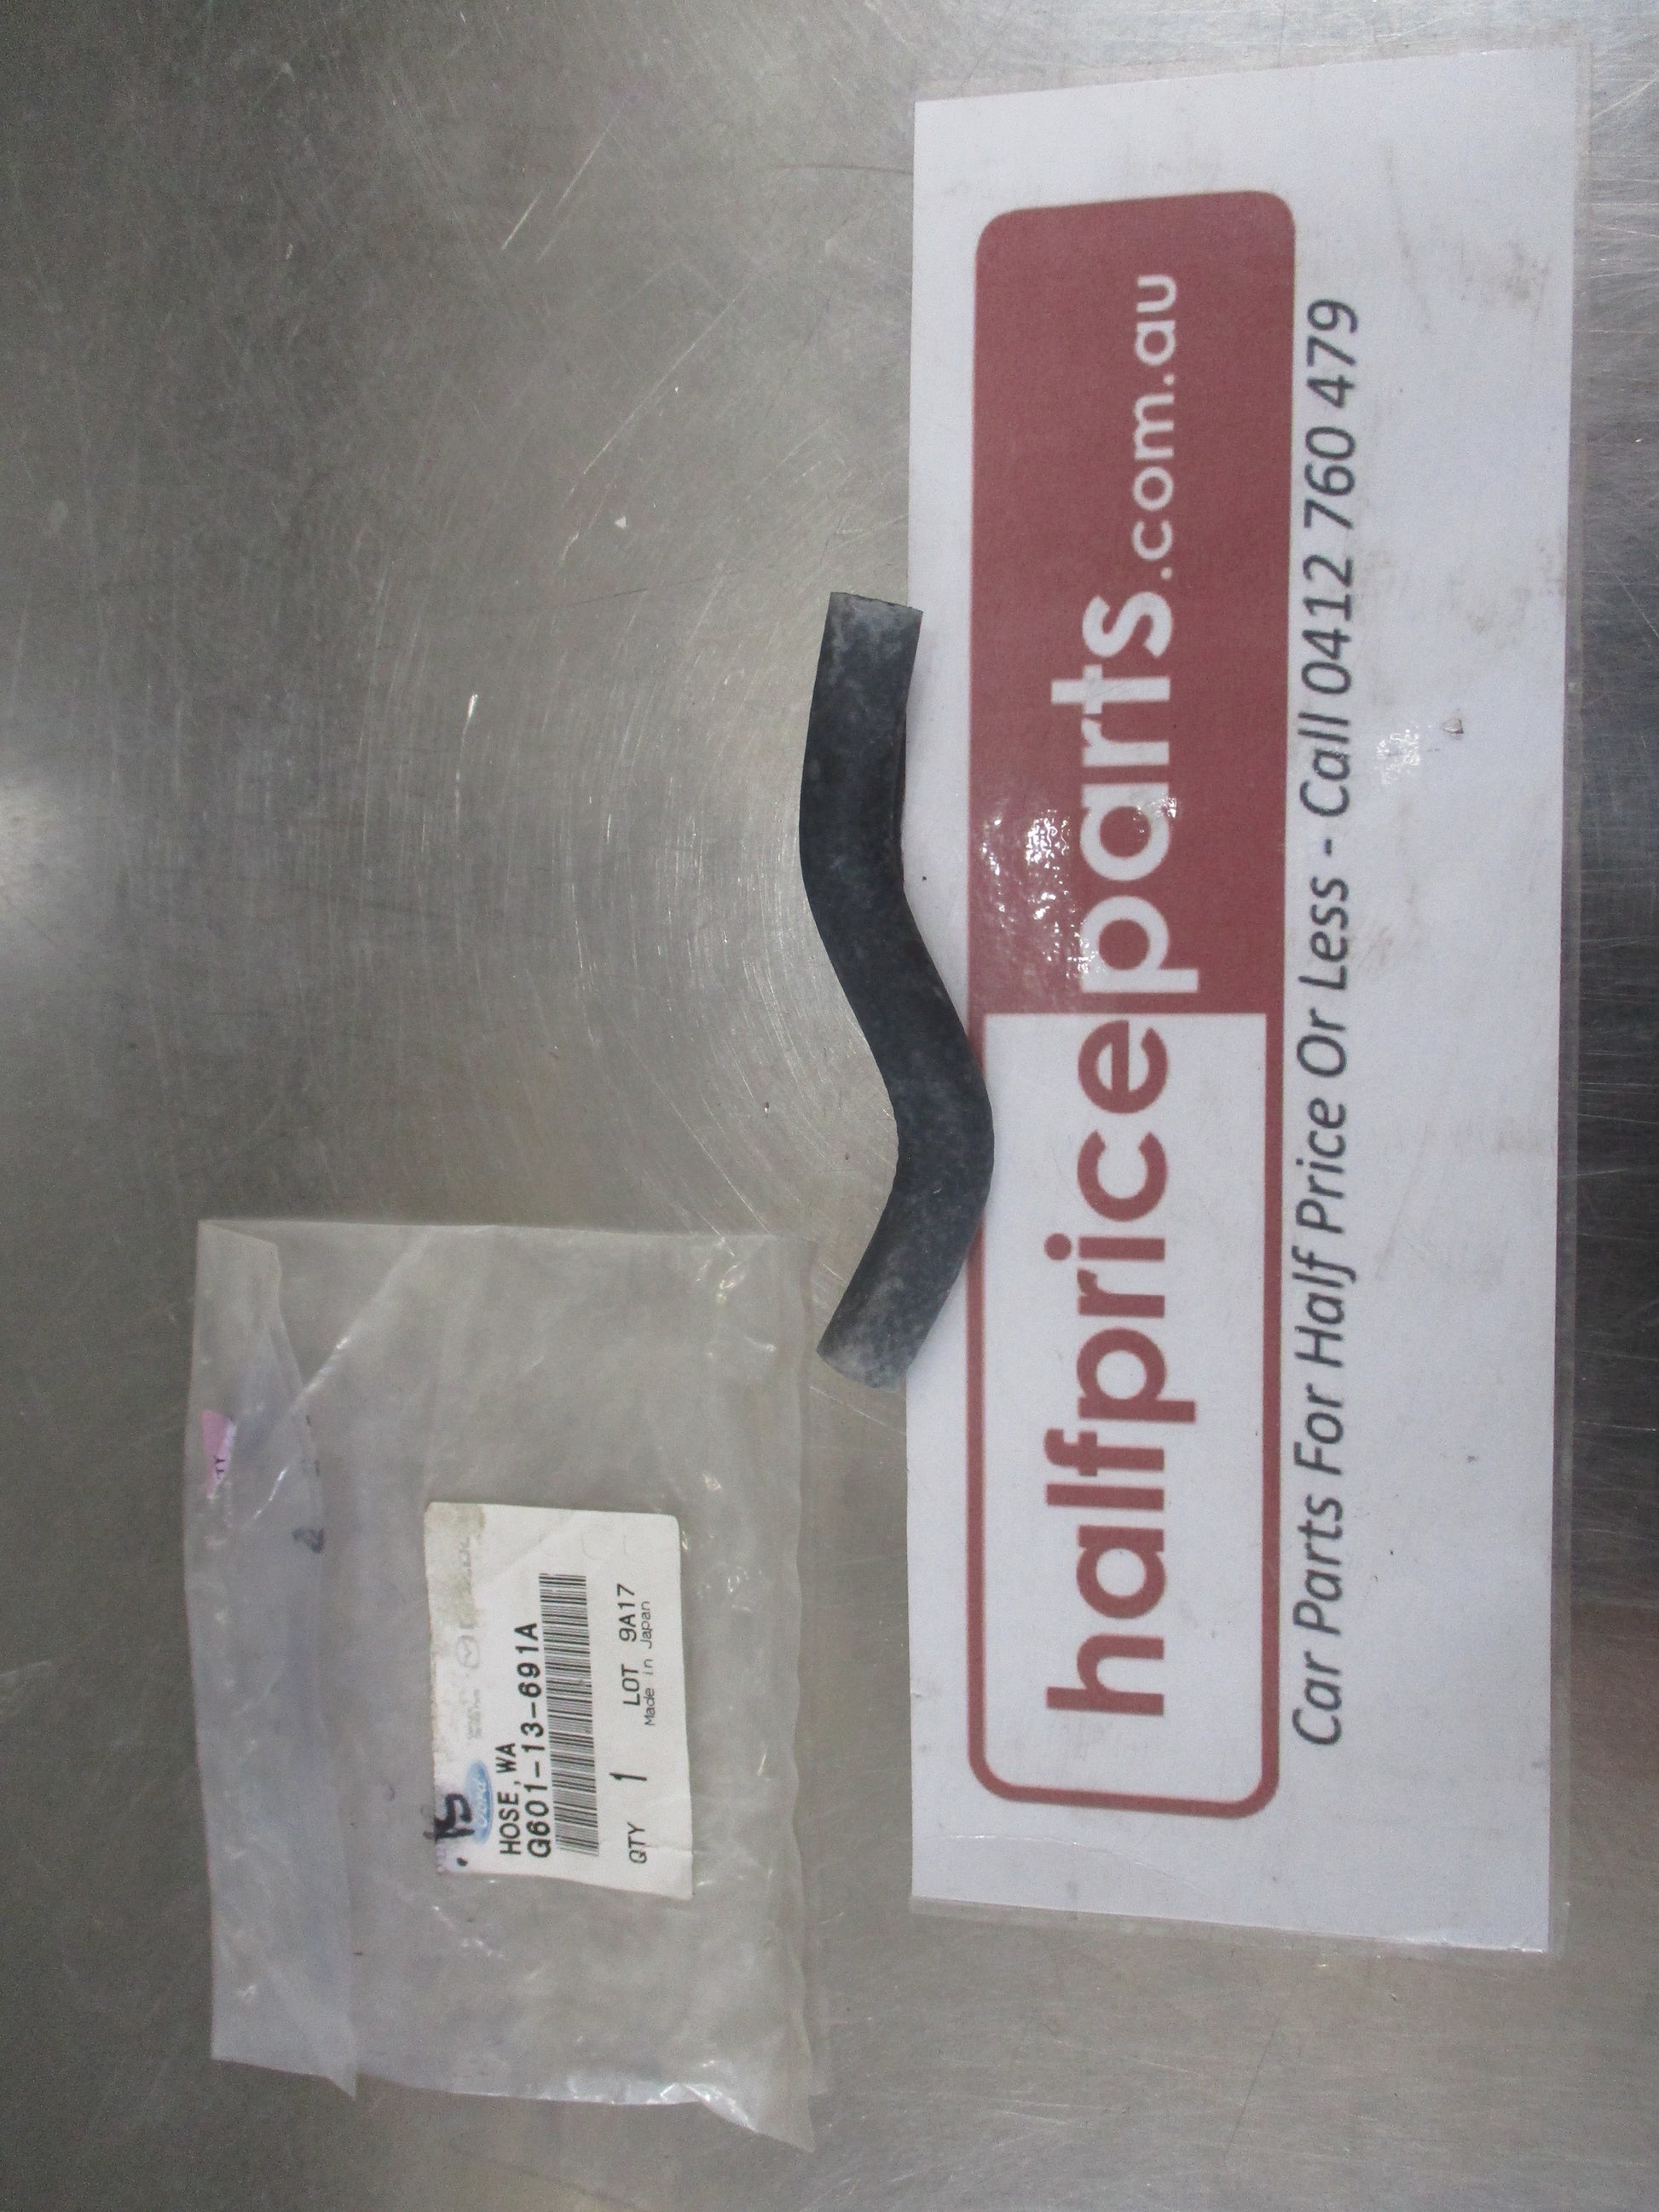 Ford
HOSE, WA
G601-13-691A
QTY 1 LOT 9A17
Made in Japan
halfpriceparts.com.au
Car Parts For Half Price Or Less - Call 0412 760 479